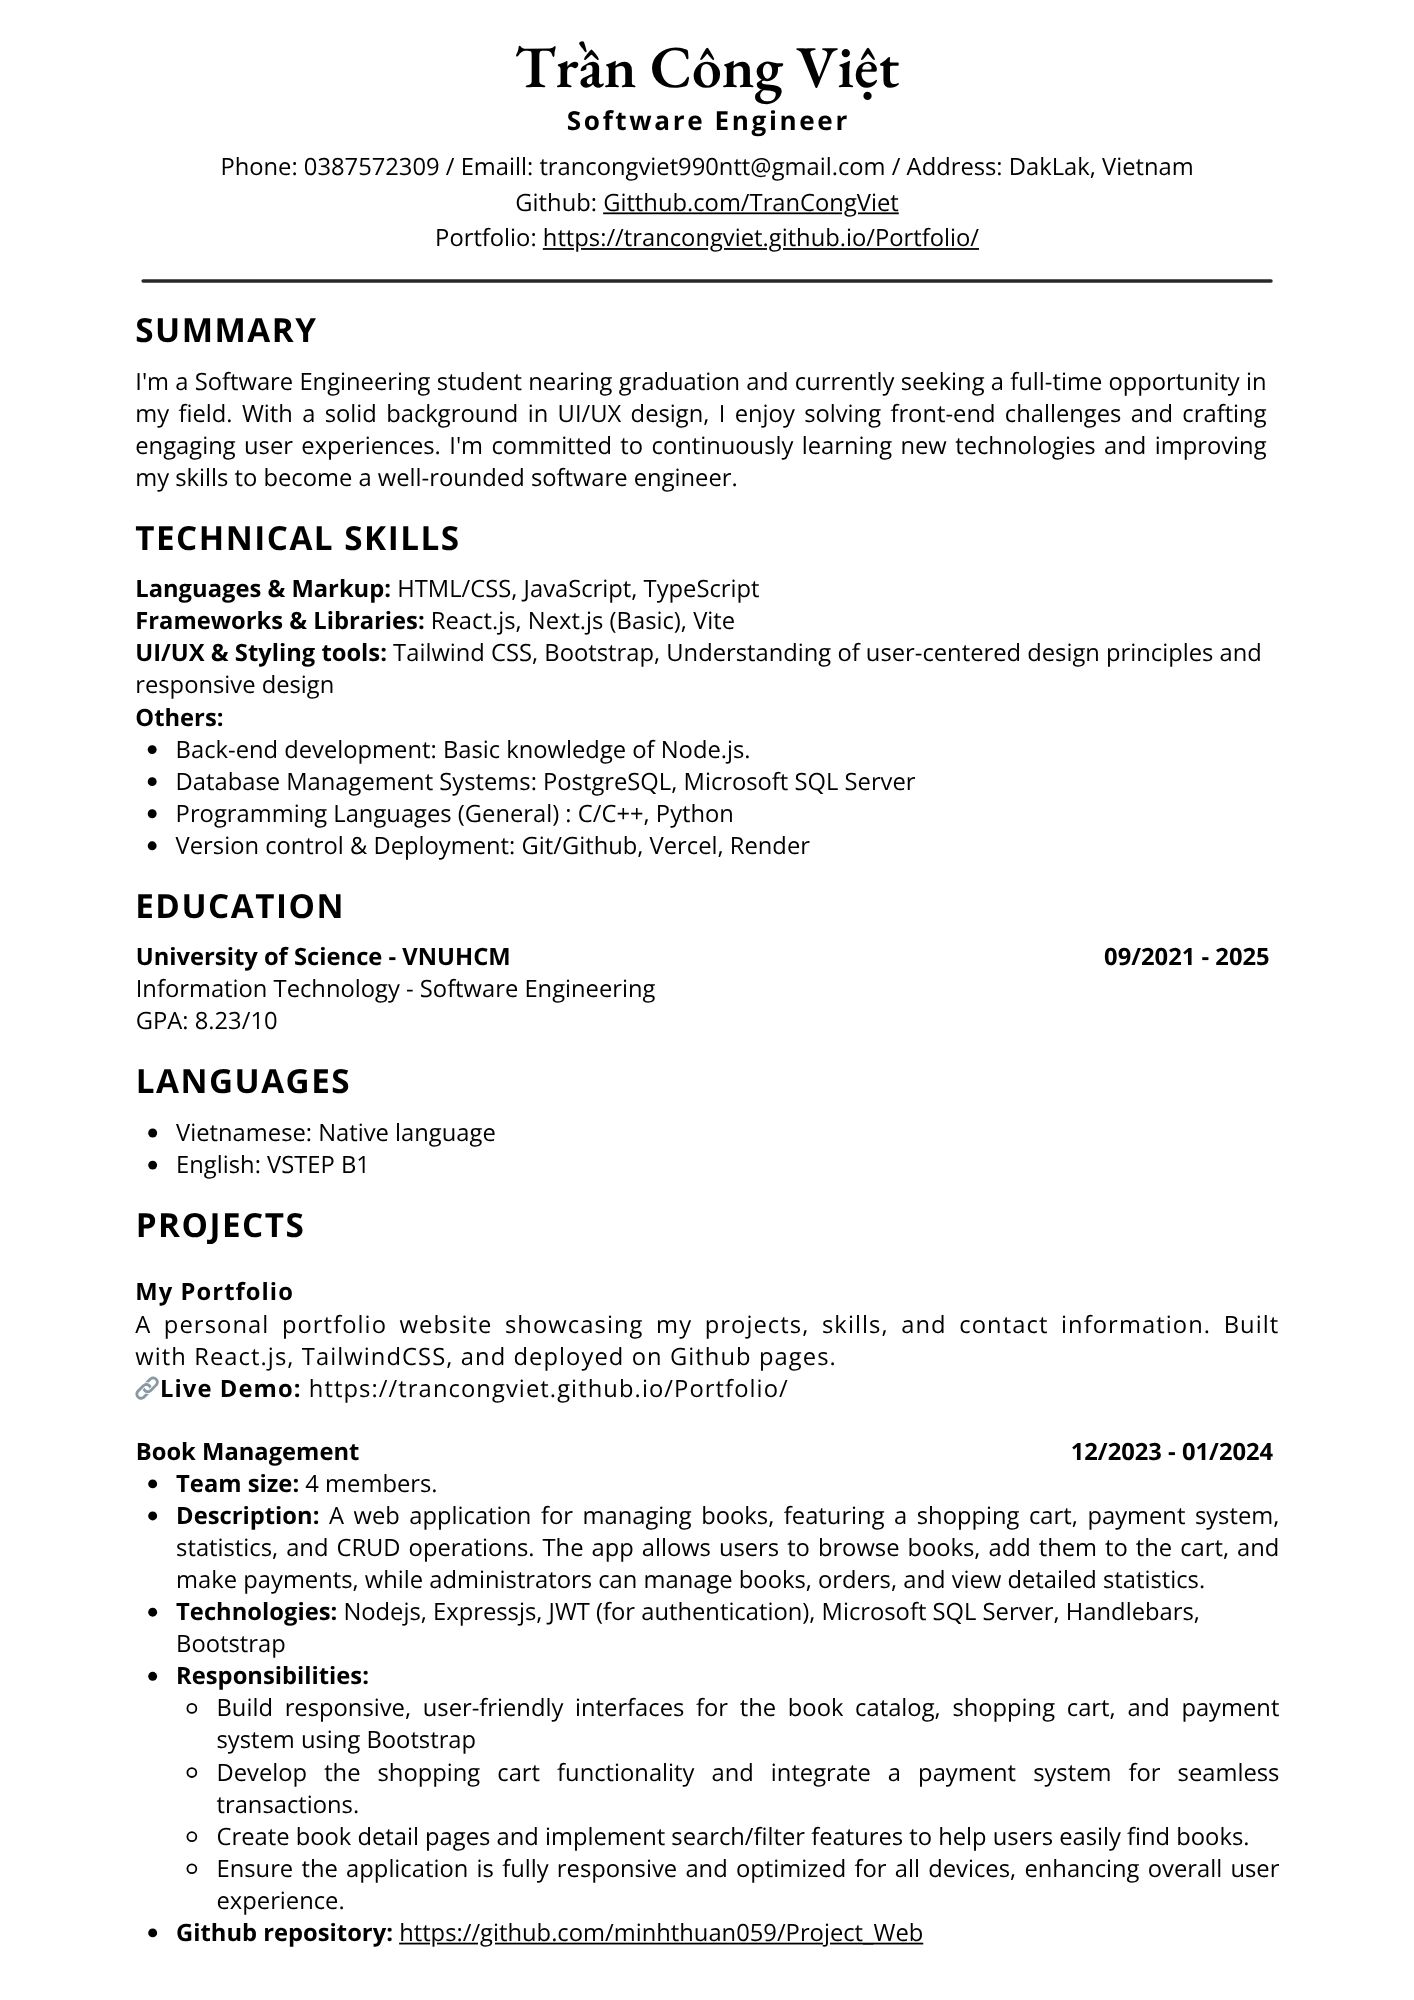 Trần Công Việt
Software Engineer
Phone: 0387572309 / Emaill: trancongviet990ntt@gmail.com / Address: DakLak, Vietnam
Github: Gitthub.com/TranCongViet
Portfolio: https://trancongviet.github.io/Portfolio/
SUMMARY
I'm a Software Engineering student nearing graduation and currently seeking a full-time opportunity in
my field. With a solid background in UI/UX design, I enjoy solving front-end challenges and crafting
engaging user experiences. I'm committed to continuously learning new technologies and improving
my skills to become a well-rounded software engineer.
TECHNICAL SKILLS
Languages & Markup: HTML/CSS, JavaScript, TypeScript
Frameworks & Libraries: React.js, Next.js (Basic), Vite
UI/UX & Styling tools: Tailwind CSS, Bootstrap, Understanding of user-centered design principles and
responsive design
Others:
• Back-end development: Basic knowledge of Node.js.
• Database Management Systems: PostgreSQL, Microsoft SQL Server
• Programming Languages (General) : C/C++, Python
• Version control & Deployment: Git/Github, Vercel, Render
EDUCATION
University of Science - VNUHCM 09/2021 - 2025
Information Technology - Software Engineering
GPA: 8.23/10
LANGUAGES
• Vietnamese: Native language
• English: VSTEP B1
PROJECTS
My Portfolio
A personal portfolio website showcasing my projects, skills, and contact information. Built
with React.js, TailwindCSS, and deployed on Github pages.
🔗Live Demo: https://trancongviet.github.io/Portfolio/
Book Management 12/2023 - 01/2024
• Team size: 4 members.
• Description: A web application for managing books, featuring a shopping cart, payment system,
statistics, and CRUD operations. The app allows users to browse books, add them to the cart, and
make payments, while administrators can manage books, orders, and view detailed statistics.
• Technologies: Nodejs, Expressjs, JWT (for authentication), Microsoft SQL Server, Handlebars,
Bootstrap
• Responsibilities:
◦ Build responsive, user-friendly interfaces for the book catalog, shopping cart, and payment
system using Bootstrap
◦ Develop the shopping cart functionality and integrate a payment system for seamless
transactions.
◦ Create book detail pages and implement search/filter features to help users easily find books.
◦ Ensure the application is fully responsive and optimized for all devices, enhancing overall user
experience.
• Github repository: https://github.com/minhthuan059/Project_Web